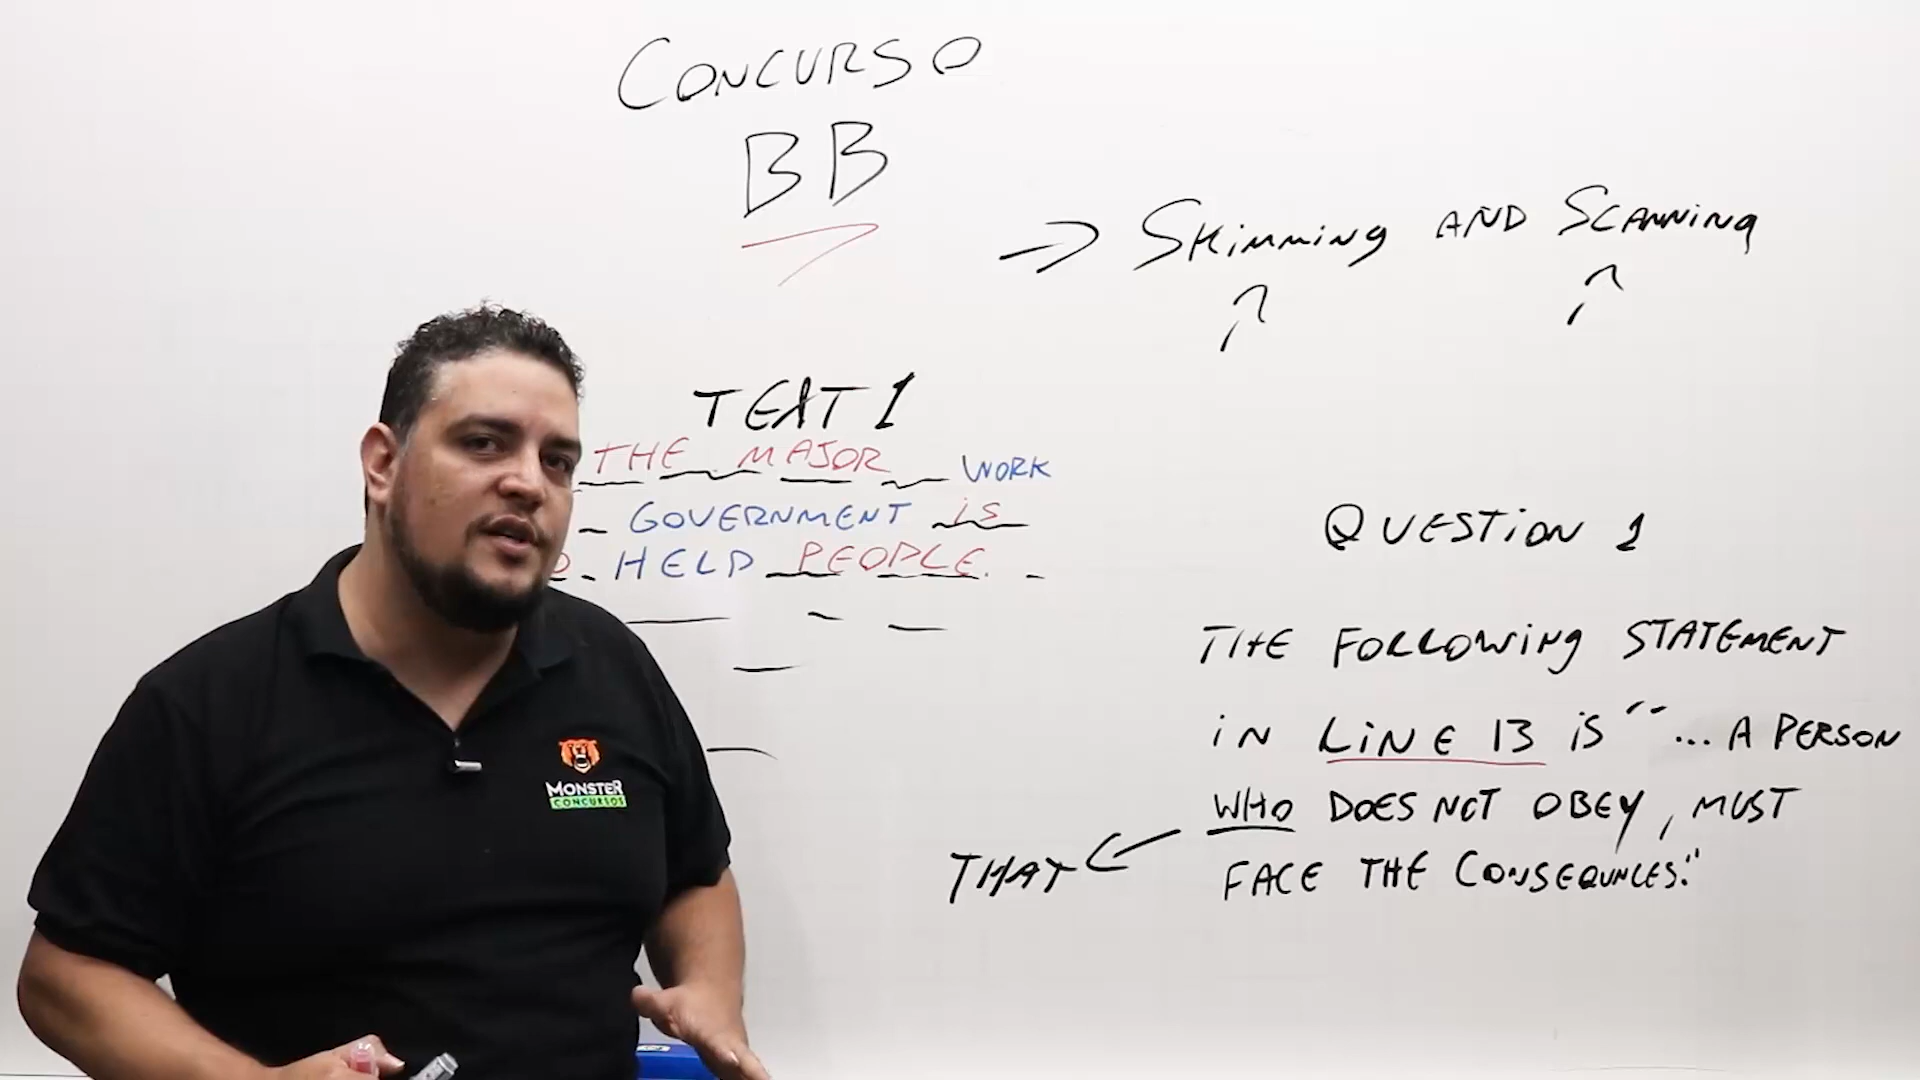 CONCURSO
BB
→ SKimming AND SCANNiNg
TEXT 1
THE MAJOR WORK
GOVERNMENT iS
HELP PEOPLE.
QUESTiON 1
THE FOLLOWiNg STATEMENT
iN LiNE 13 iS "... A PERSON
WHO DOES NOT OBEY, MUST
THAT ← FACE THE CONSEQUNCES."
MONSTER
CONCURSOS